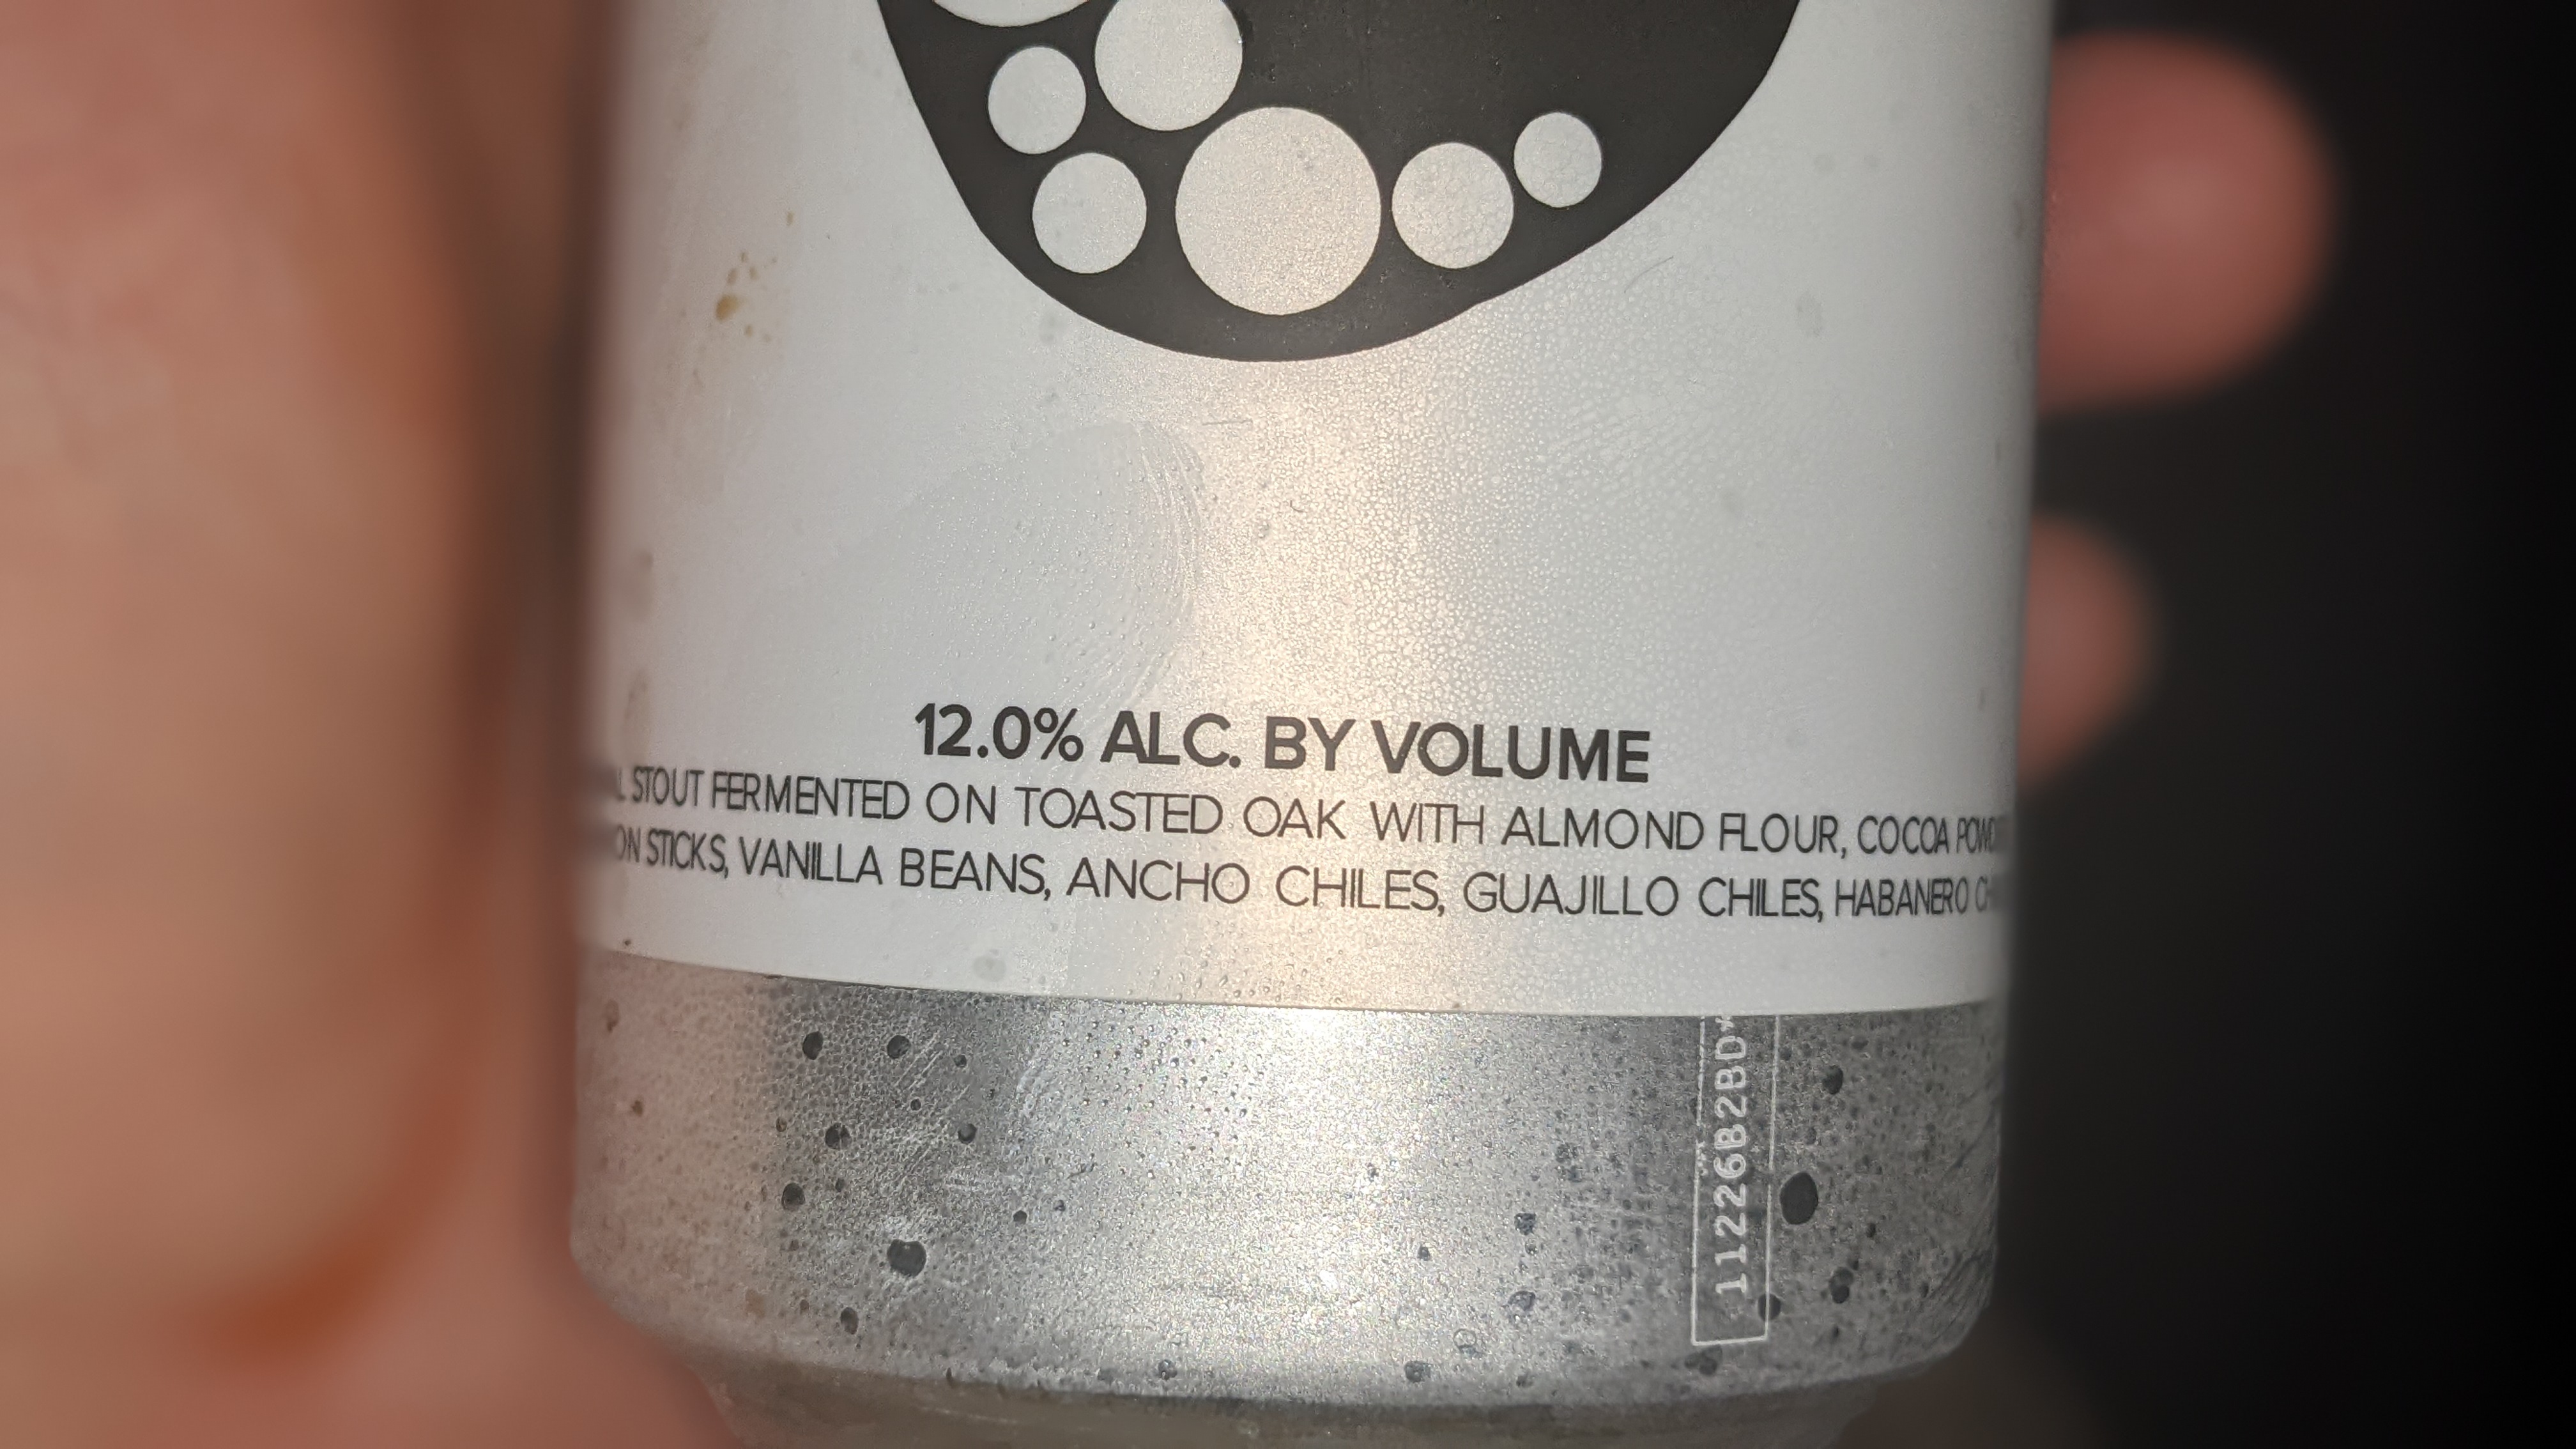 12.0% ALC. BY VOLUME
STOUT FERMENTED ON TOASTED OAK WITH ALMOND FLOUR, COCOA
STICKS, VANILLA BEANS, ANCHO CHILES, GUAJILLO CHILES, HABANERO
11226B2BD*